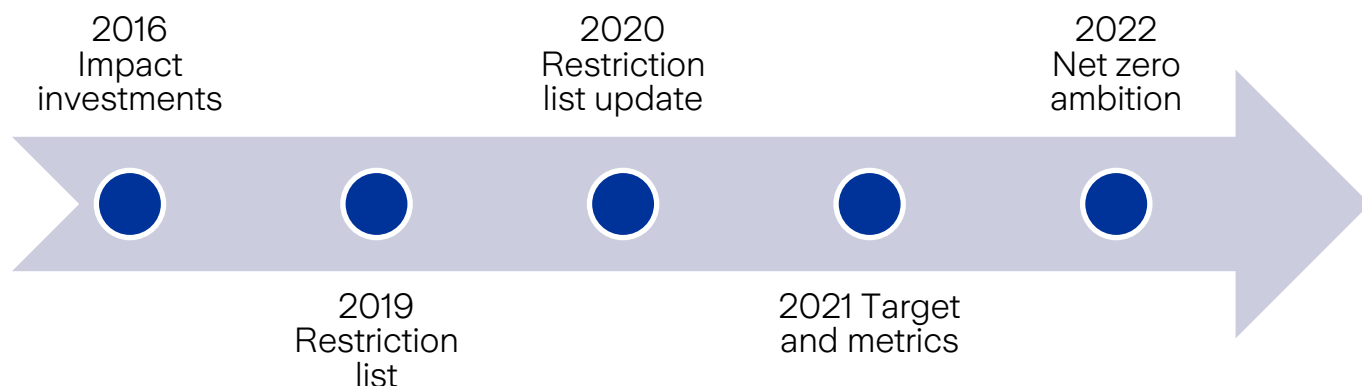 2016
Impact
investments
2019
Restriction
list
2020
Restriction
list update
2021 Target
and metrics
2022
Net zero
ambition